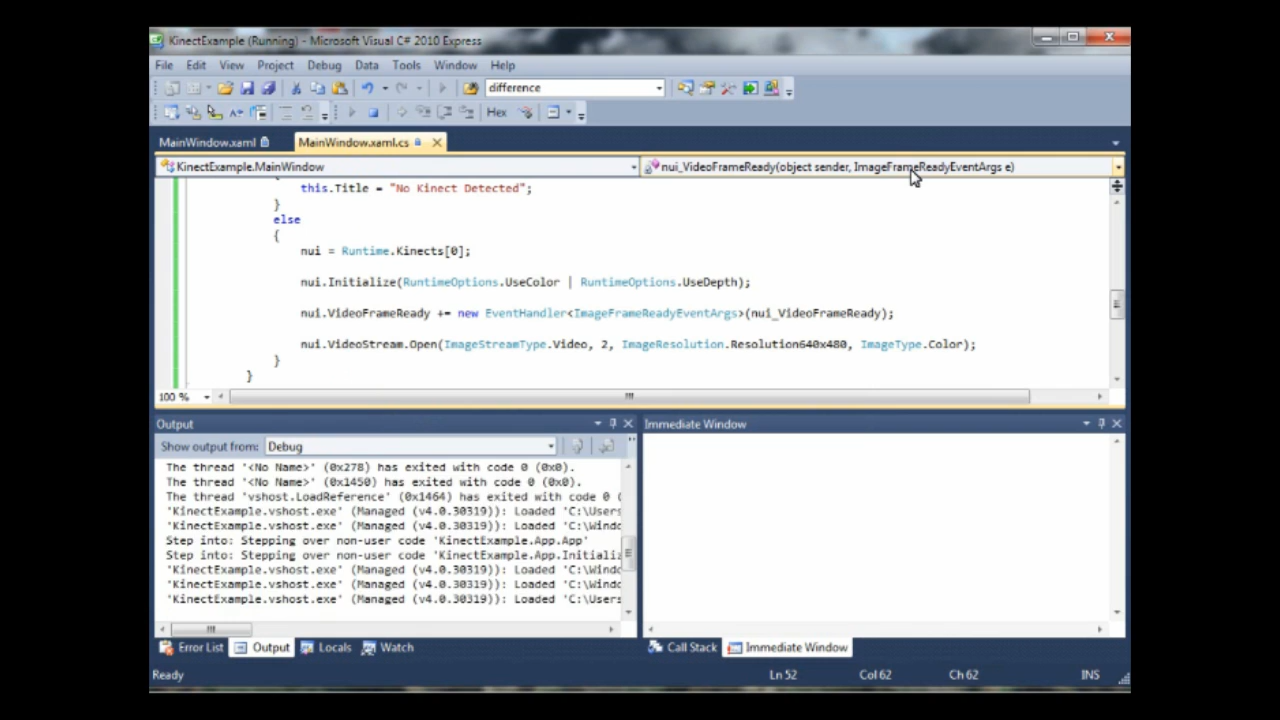 KinectExample (Running) - Microsoft Visual C# 2010 Express
File Edit View Project Debug Data Tools Window Help
difference
Hex
MainWindow.xaml MainWindow.xaml.cs
KinectExample.MainWindow nui_VideoFrameReady(object sender, ImageFrameReadyEventArgs e)
{
this.Title = "No Kinect Detected";
}
else
{
nui = Runtime.Kinects[0];
nui.Initialize(RuntimeOptions.UseColor | RuntimeOptions.UseDepth);
nui.VideoFrameReady += new EventHandler<ImageFrameReadyEventArgs>(nui_VideoFrameReady);
nui.VideoStream.Open(ImageStreamType.Video, 2, ImageResolution.Resolution640x480, ImageType.Color);
}
}
100 %
Output
Show output from: Debug
The thread '<No Name>' (0x278) has exited with code 0 (0x0).
The thread '<No Name>' (0x1450) has exited with code 0 (0x0).
The thread 'vshost.LoadReference' (0x1464) has exited with code 0 (
'KinectExample.vshost.exe' (Managed (v4.0.30319)): Loaded 'C:\Users
'KinectExample.vshost.exe' (Managed (v4.0.30319)): Loaded 'C:\Windo
Step into: Stepping over non-user code 'KinectExample.App.App'
Step into: Stepping over non-user code 'KinectExample.App.Initializ
'KinectExample.vshost.exe' (Managed (v4.0.30319)): Loaded 'C:\Windo
'KinectExample.vshost.exe' (Managed (v4.0.30319)): Loaded 'C:\Windo
'KinectExample.vshost.exe' (Managed (v4.0.30319)): Loaded 'C:\Users
Error List Output Locals Watch
Immediate Window
Call Stack Immediate Window
Ready Ln 52 Col 62 Ch 62 INS